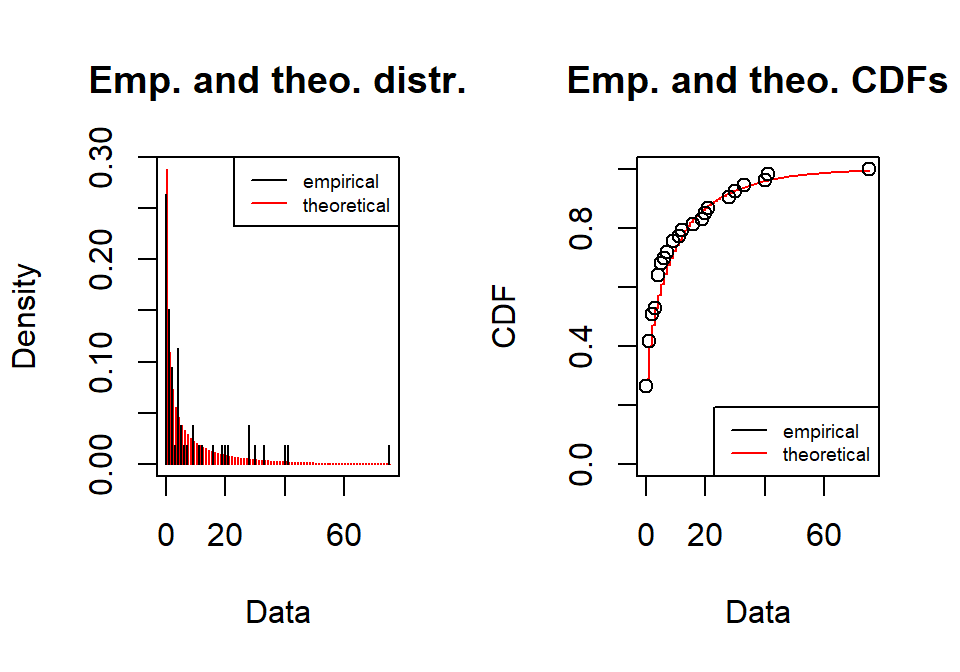 Emp. and theo. distr.
Density
0.00 0.10 0.20 0.30
empirical
theoretical
0 20 60
Data
Emp. and theo. CDFs
CDF
0.0 0.4 0.8
empirical
theoretical
0 20 60
Data